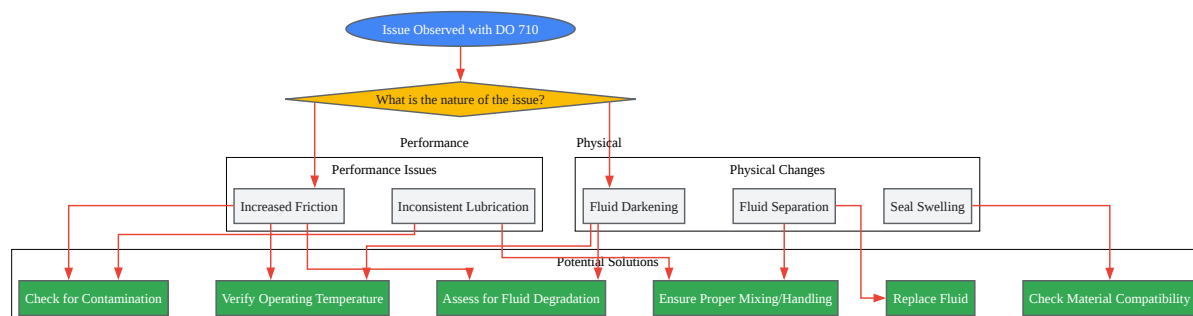 Issue Observed with DO 710
What is the nature of the issue?
Performance
Physical
Performance Issues
Physical Changes
Increased Friction
Inconsistent Lubrication
Fluid Darkening
Fluid Separation
Seal Swelling
Potential Solutions
Check for Contamination
Verify Operating Temperature
Assess for Fluid Degradation
Ensure Proper Mixing/Handling
Replace Fluid
Check Material Compatibility